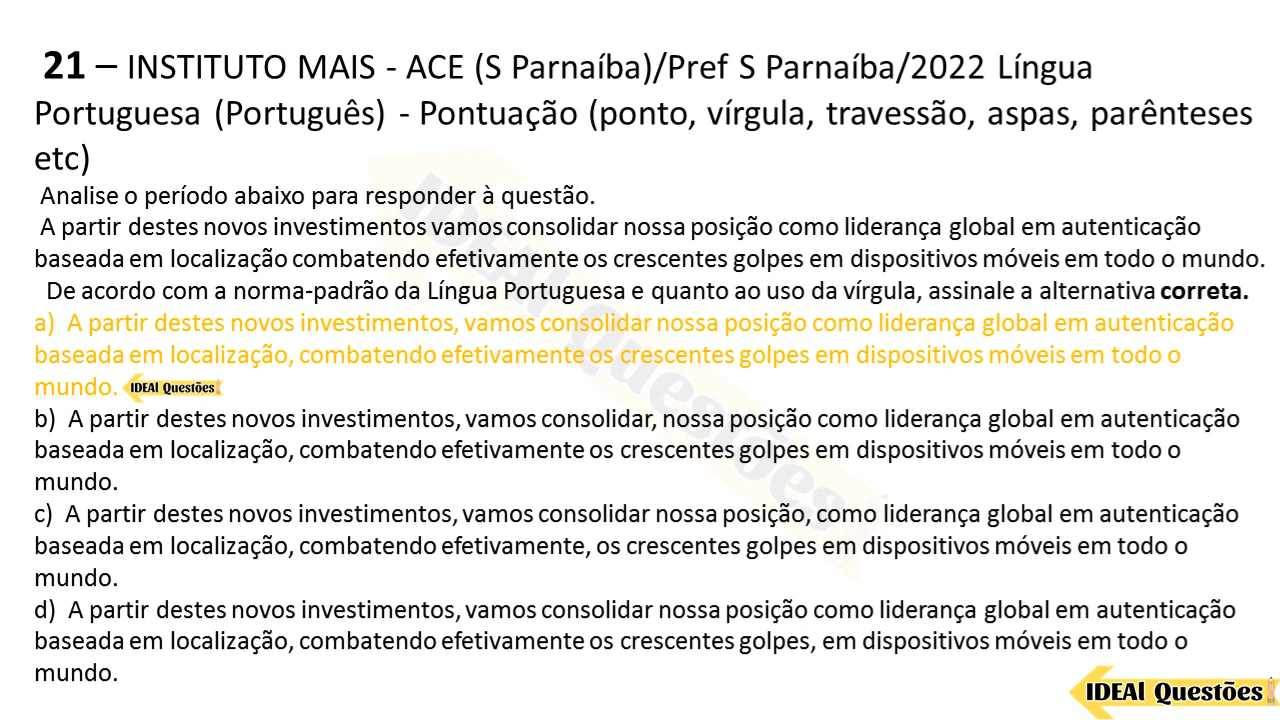 21 – INSTITUTO MAIS - ACE (S Parnaíba)/Pref S Parnaíba/2022 Língua
Portuguesa (Português) - Pontuação (ponto, vírgula, travessão, aspas, parênteses
etc)
Analise o período abaixo para responder à questão.
A partir destes novos investimentos vamos consolidar nossa posição como liderança global em autenticação
baseada em localização combatendo efetivamente os crescentes golpes em dispositivos móveis em todo o mundo.
De acordo com a norma-padrão da Língua Portuguesa e quanto ao uso da vírgula, assinale a alternativa correta.
a) A partir destes novos investimentos, vamos consolidar nossa posição como liderança global em autenticação
baseada em localização, combatendo efetivamente os crescentes golpes em dispositivos móveis em todo o
mundo. IDEAl Questões
b) A partir destes novos investimentos, vamos consolidar, nossa posição como liderança global em autenticação
baseada em localização, combatendo efetivamente os crescentes golpes em dispositivos móveis em todo o
mundo.
c) A partir destes novos investimentos, vamos consolidar nossa posição, como liderança global em autenticação
baseada em localização, combatendo efetivamente, os crescentes golpes em dispositivos móveis em todo o
mundo.
d) A partir destes novos investimentos, vamos consolidar nossa posição como liderança global em autenticação
baseada em localização, combatendo efetivamente os crescentes golpes, em dispositivos móveis em todo o
mundo.
IDEAl Questões
IDEAl Questões